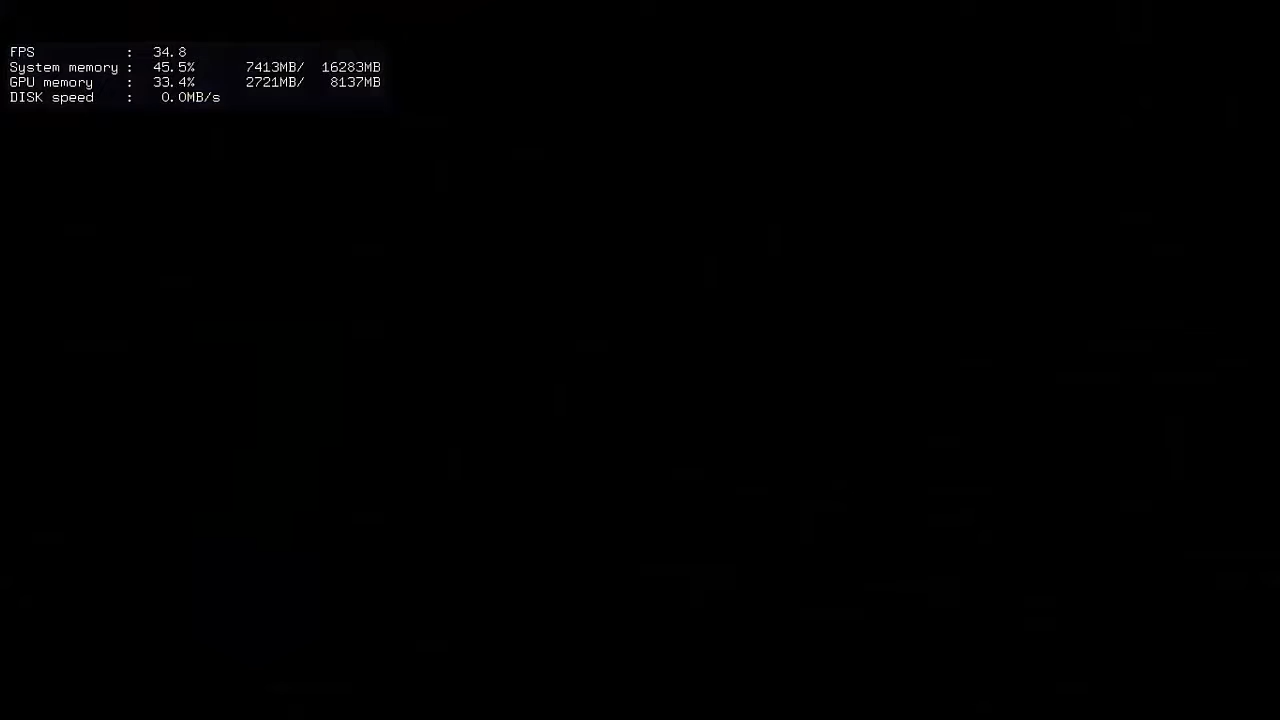 FPS : 34.8
System memory : 45.5% 7413MB/ 16283MB
GPU memory : 33.4% 2721MB/ 8137MB
DISK speed : 0.0MB/s